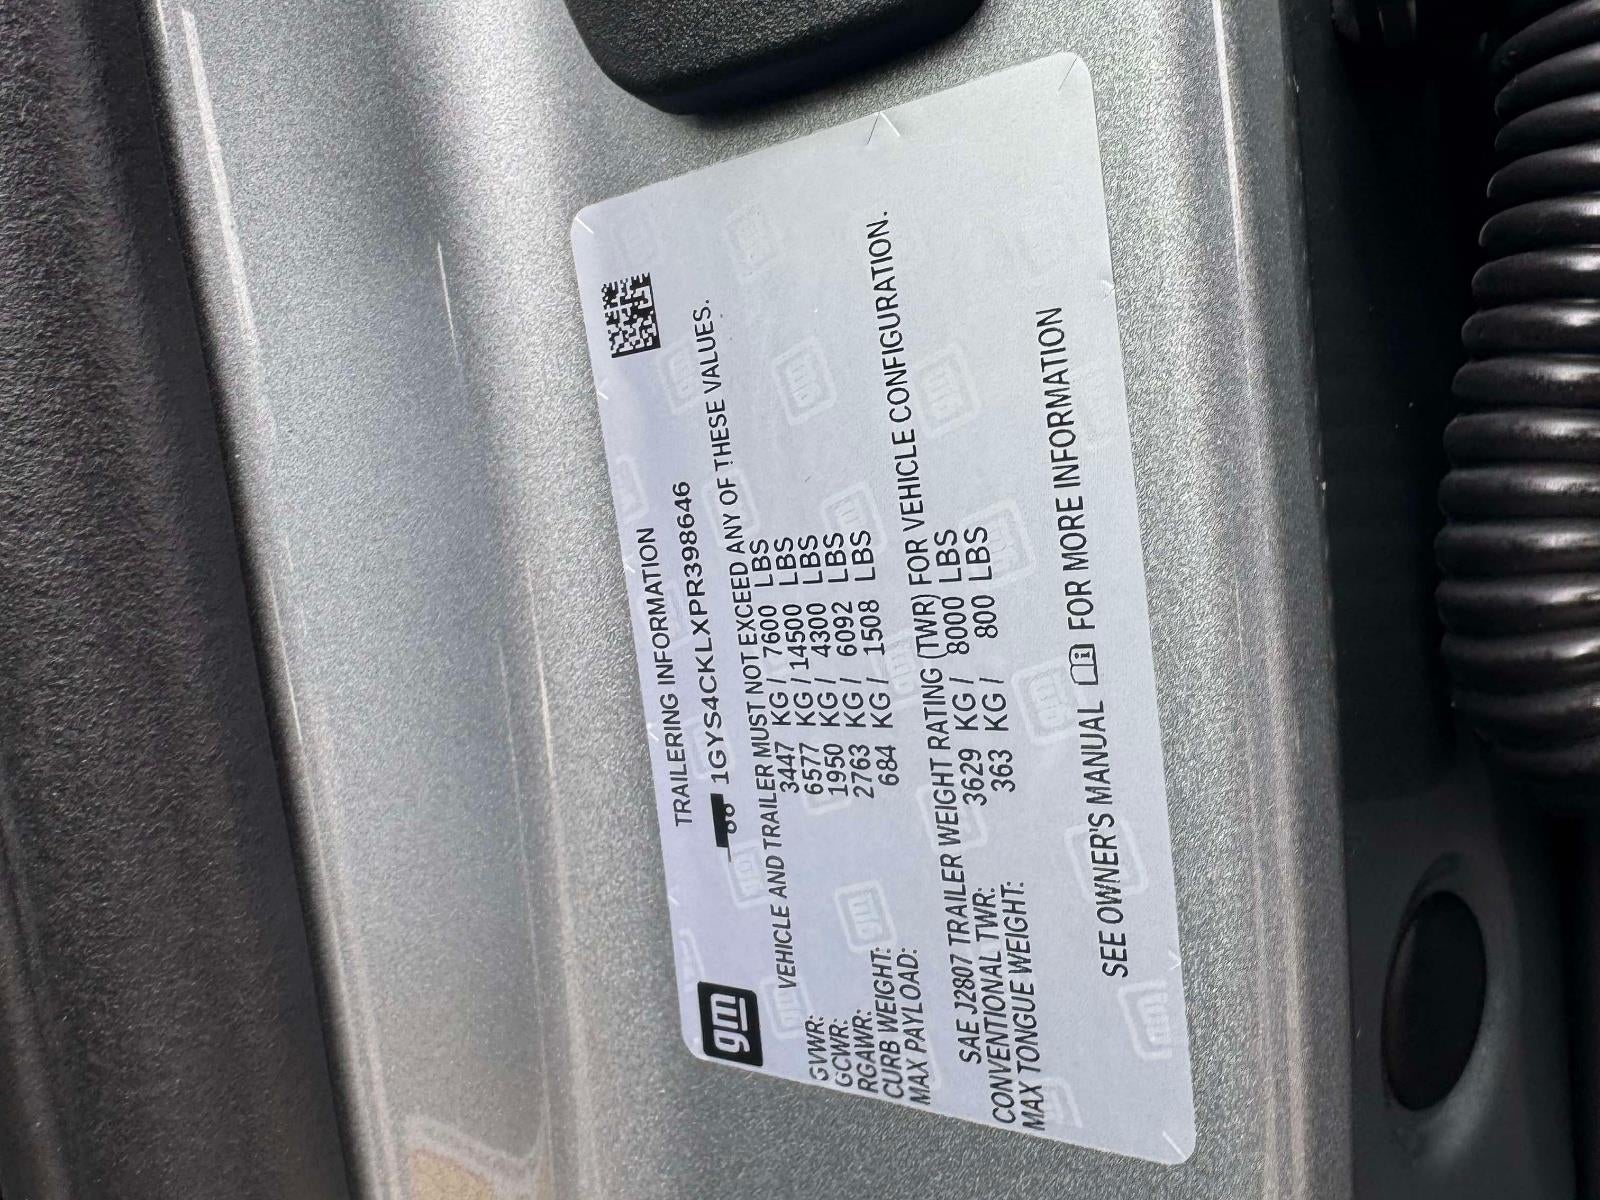 gm
TRAILERING INFORMATION
1GYS4CKLXPR398646
VEHICLE AND TRAILER MUST NOT EXCEED ANY OF THESE VALUES.
GVWR: 3447 KG / 7600 LBS
GCWR: 6577 KG / 14500 LBS
RGAWR: 1950 KG / 4300 LBS
CURB WEIGHT: 2763 KG / 6092 LBS
MAX PAYLOAD: 684 KG / 1508 LBS
SAE J2807 TRAILER WEIGHT RATING (TWR) FOR VEHICLE CONFIGURATION.
CONVENTIONAL TWR: 3629 KG / 8000 LBS
MAX TONGUE WEIGHT: 363 KG / 800 LBS
SEE OWNER'S MANUAL FOR MORE INFORMATION